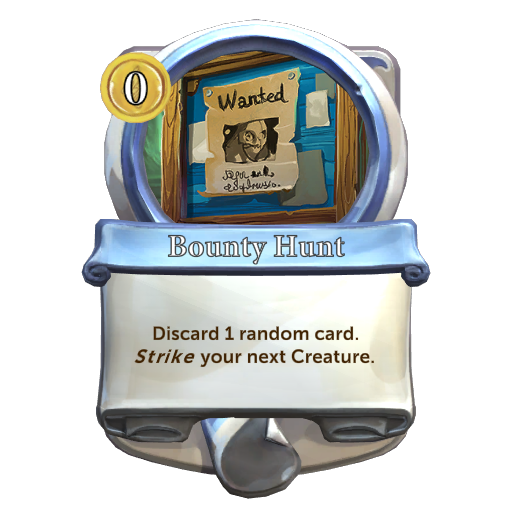 0
Wanted
Bounty Hunt
Discard 1 random card.
Strike your next Creature.